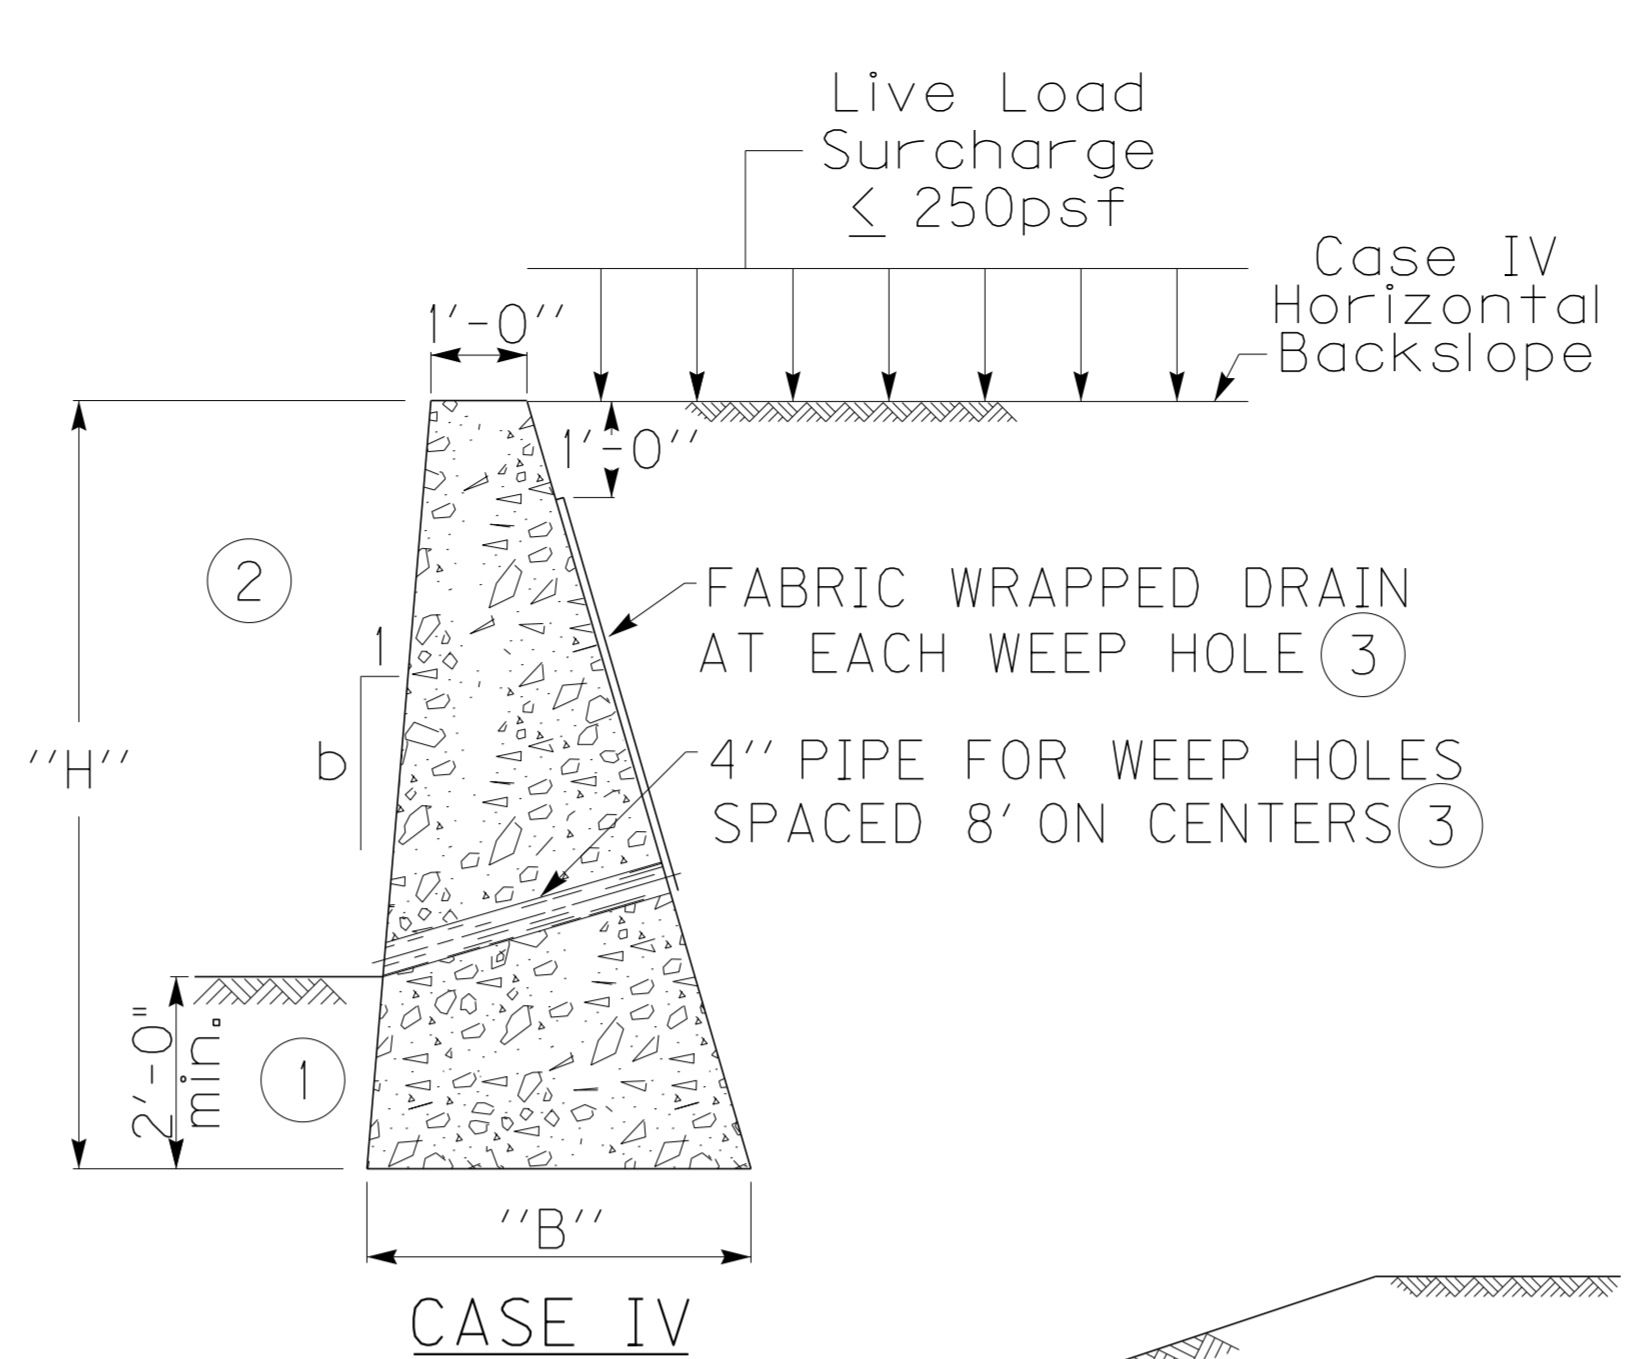 Live Load
Surcharge
≤ 250psf
Case IV
Horizontal
Backslope
1'-0"
1'-0"
2
1
b
"H"
FABRIC WRAPPED DRAIN
AT EACH WEEP HOLE 3
4" PIPE FOR WEEP HOLES
SPACED 8' ON CENTERS 3
2'-0"
min.
1
"B"
CASE IV